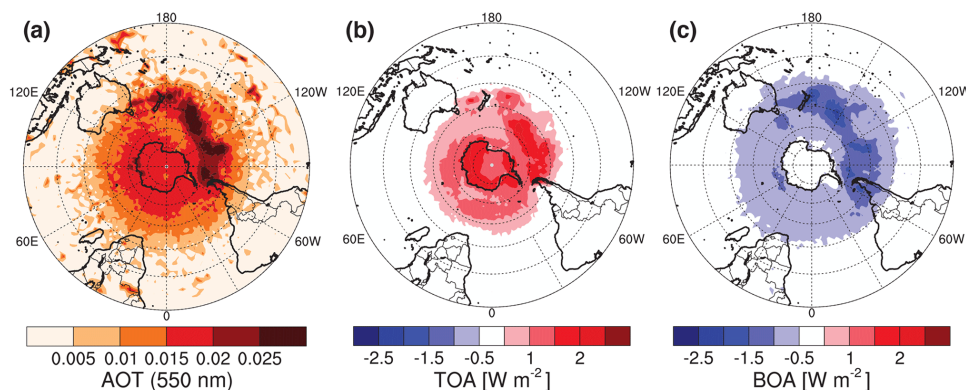 (a)
180
120E
120W
60E
60W
0
0.005 0.01 0.015 0.02 0.025
AOT (550 nm)
(b)
180
120E
120W
60E
60W
0
-2.5 -1.5 -0.5 1 2
TOA [W m-2]
(c)
180
120E
120W
60E
60W
0
-2.5 -1.5 -0.5 1 2
BOA [W m-2]